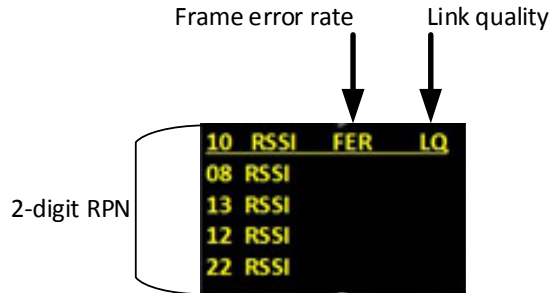 Frame error rate Link quality
10 RSSI FER LQ
08 RSSI
13 RSSI
2-digit RPN
12 RSSI
22 RSSI